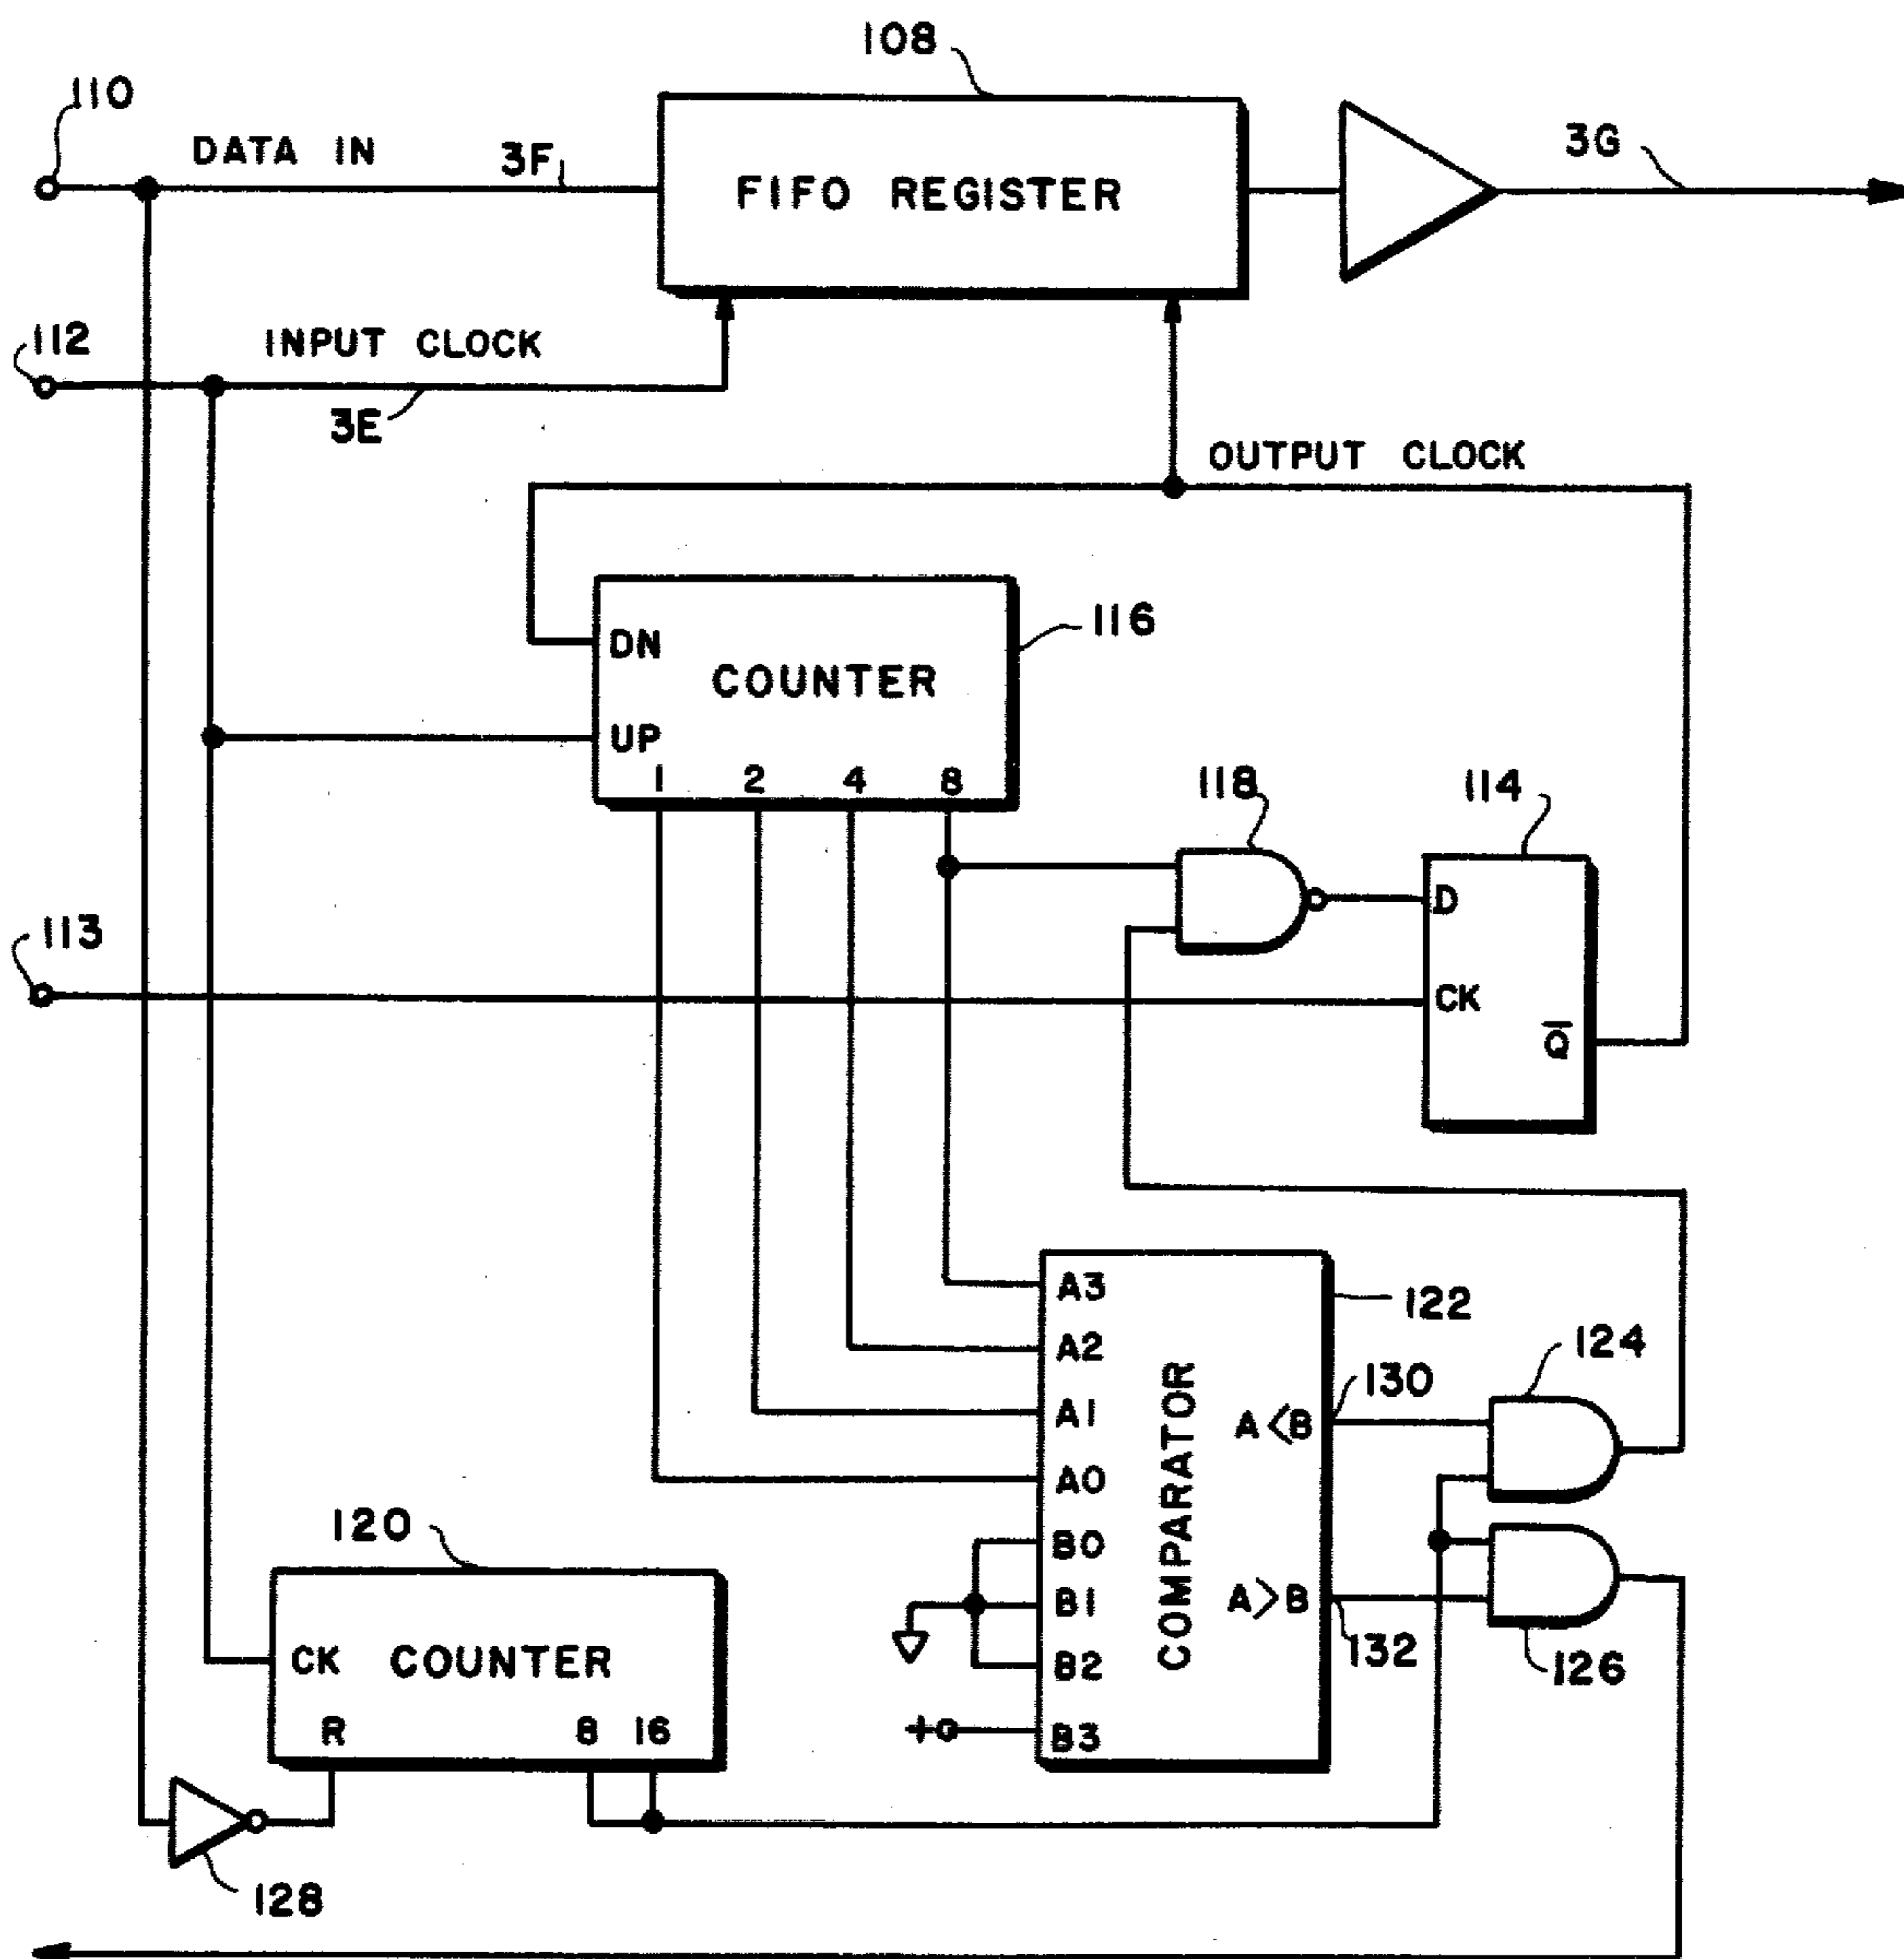 108
110
DATA IN
3F
FIFO REGISTER
3G
112
INPUT CLOCK
3E
OUTPUT CLOCK
DN
COUNTER
116
UP
1 2 4 8
118
114
D
113
CK
Q̅
A3
122
A2
124
130
A1
A<B
A0
COMPARATOR
120
B0
B1
A>B
CK COUNTER
B2
132
126
R 8 16
+
B3
128